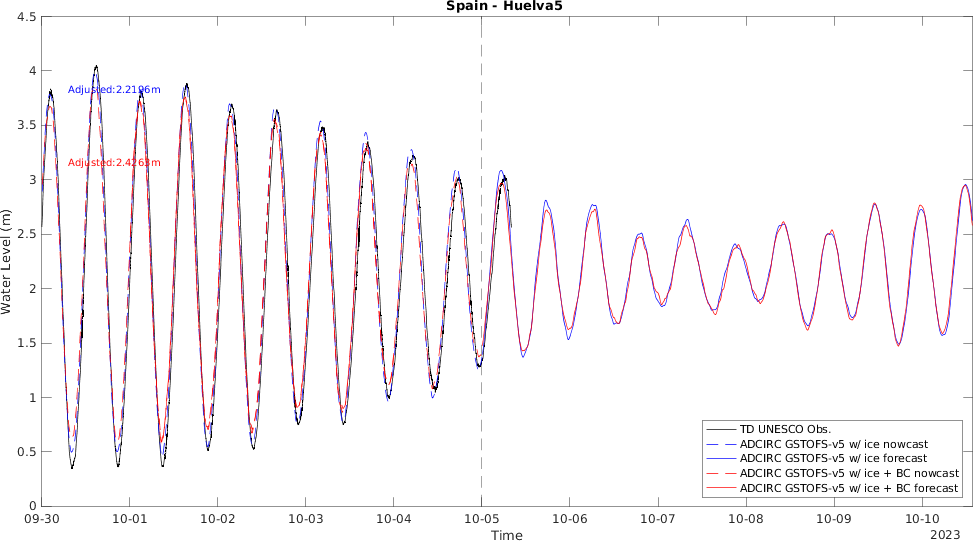 Spain - Huelva5
4.5
4
3.5
3
2.5
2
1.5
1
0.5
0
Water Level (m)
Adjusted:2.2196m
Adjusted:2.4263m
TD UNESCO Obs.
ADCIRC GSTOFS-v5 w/ ice nowcast
ADCIRC GSTOFS-v5 w/ ice forecast
ADCIRC GSTOFS-v5 w/ ice + BC nowcast
ADCIRC GSTOFS-v5 w/ ice + BC forecast
09-30 10-01 10-02 10-03 10-04 10-05 10-06 10-07 10-08 10-09 10-10
2023
Time